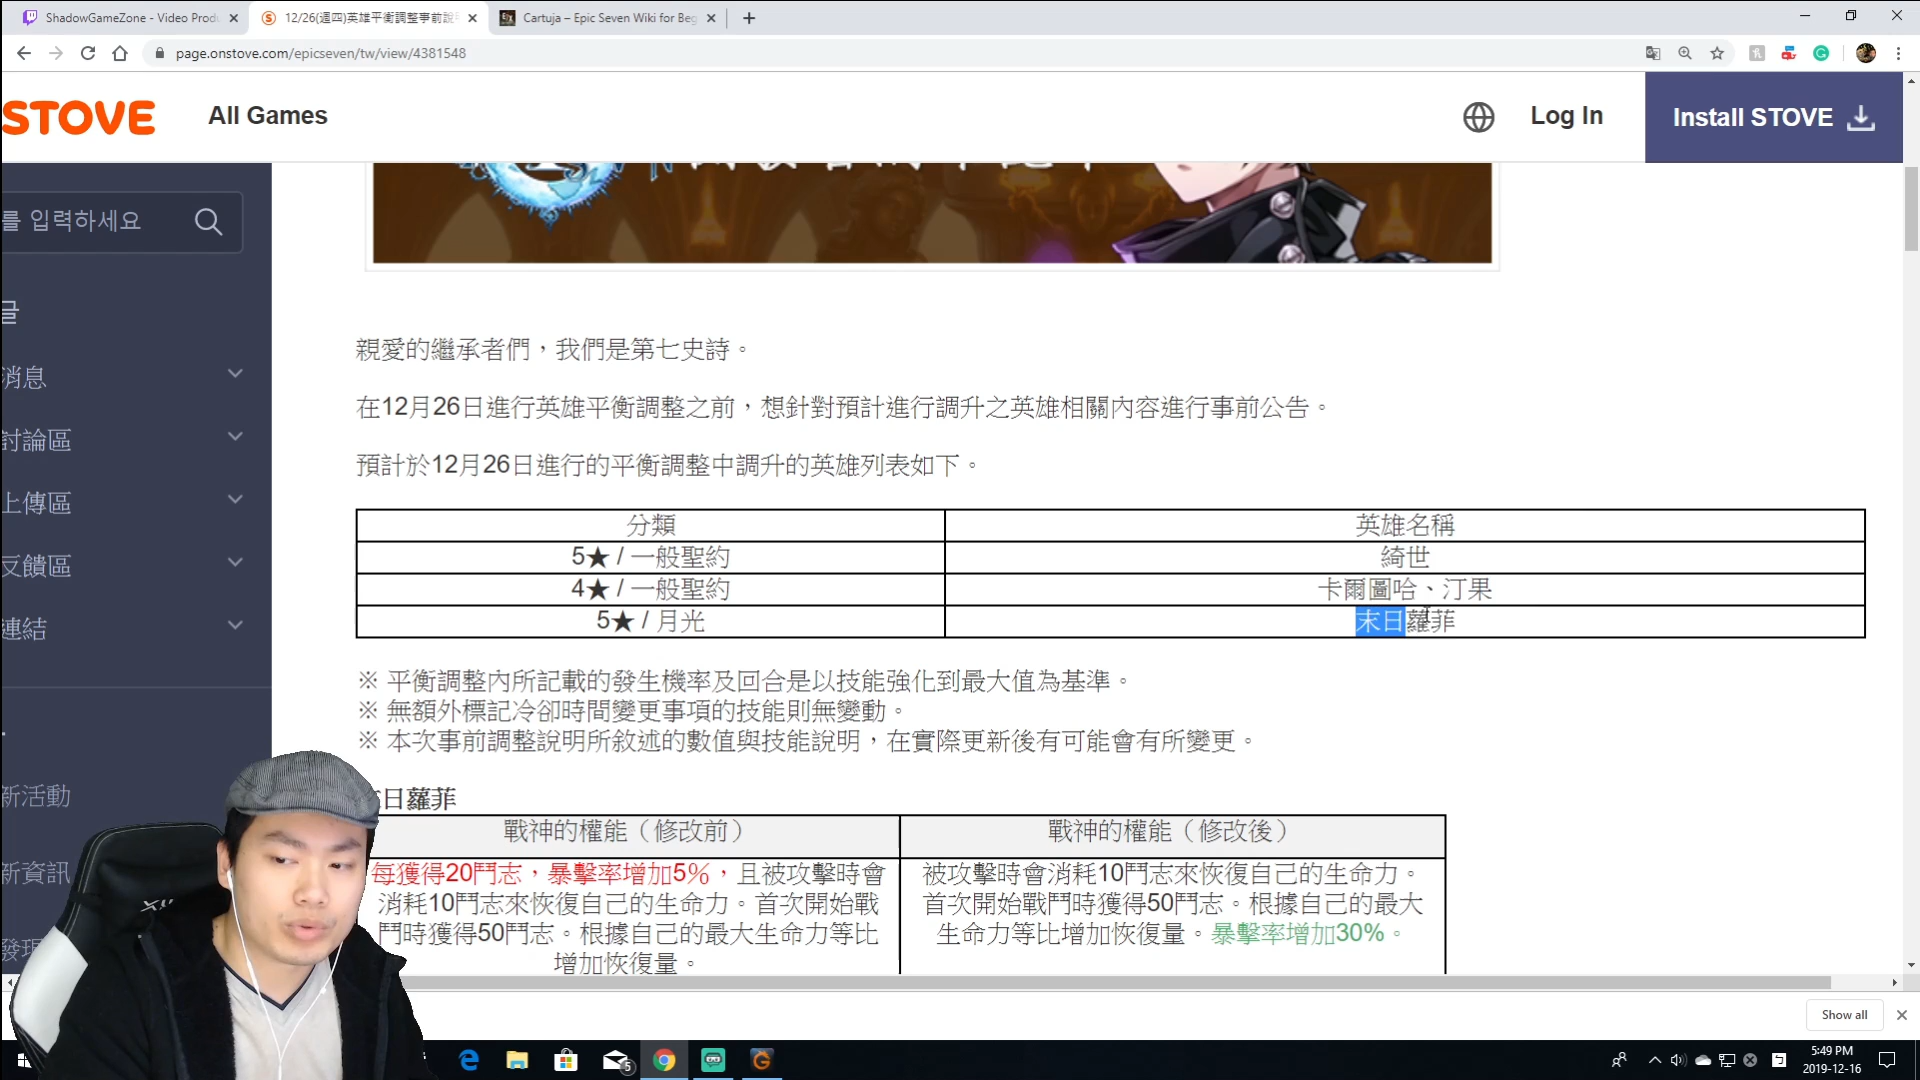 ShadowGameZone - Video Produ
12/26(週四)英雄平衡調整事前說
Cartuja – Epic Seven Wiki for Beg
page.onstove.com/epicseven/tw/view/4381548
STOVE
All Games
Log In
Install STOVE
를 입력하세요
글
消息
討論區
上傳區
反饋區
連結
新活動
新資訊
親愛的繼承者們，我們是第七史詩。
在12月26日進行英雄平衡調整之前，想針對預計進行調升之英雄相關內容進行事前公告。
預計於12月26日進行的平衡調整中調升的英雄列表如下。
分類 英雄名稱
5★ / 一般聖約 綺世
4★ / 一般聖約 卡爾圖哈、汀果
5★ / 月光 末日蘿菲
※ 平衡調整內所記載的發生機率及回合是以技能強化到最大值為基準。
※ 無額外標記冷卻時間變更事項的技能則無變動。
※ 本次事前調整說明所敘述的數值與技能說明，在實際更新後有可能會有所變更。
日蘿菲
戰神的權能（修改前） 戰神的權能（修改後）
每獲得20鬥志，暴擊率增加5%，且被攻擊時會
消耗10鬥志來恢復自己的生命力。首次開始戰
鬥時獲得50鬥志。根據自己的最大生命力等比
增加恢復量。
被攻擊時會消耗10鬥志來恢復自己的生命力。
首次開始戰鬥時獲得50鬥志。根據自己的最大
生命力等比增加恢復量。暴擊率增加30%。
Show all
5
5:49 PM
2019-12-16